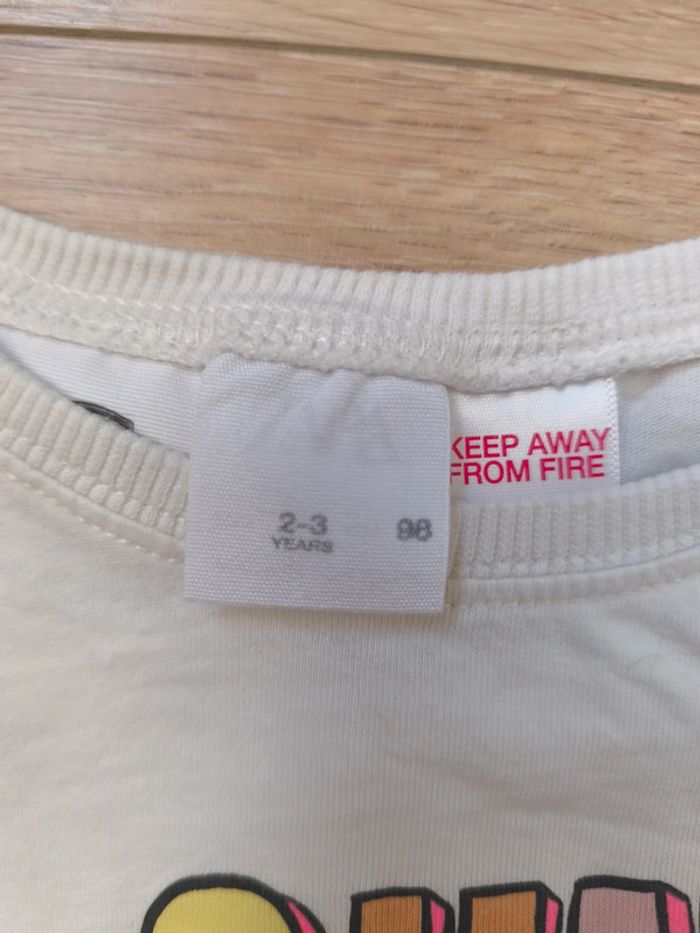 KEEP AWAY
FROM FIRE
2-3 98
YEARS